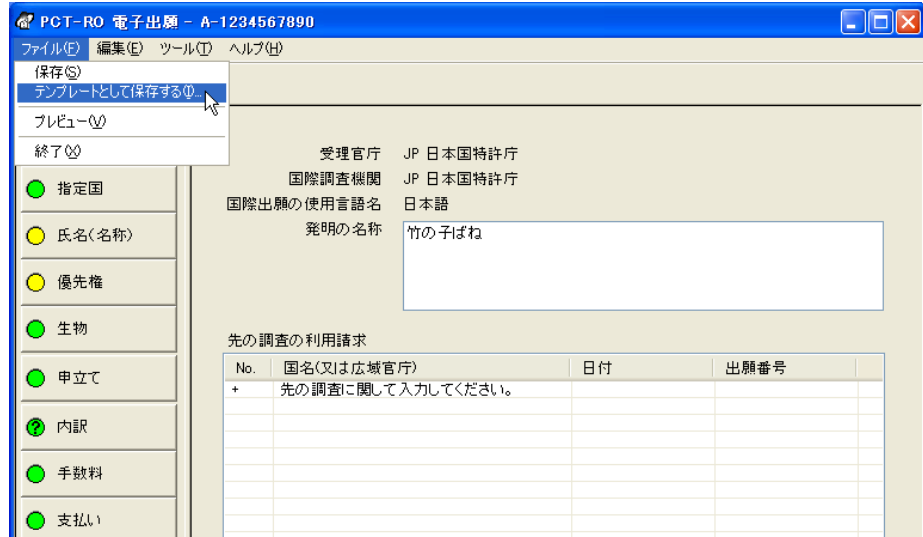 PCT-RO 電子出願 - A-1234567890
ファイル(F) 編集(E) ツール(T) ヘルプ(H)
保存(S)
テンプレートとして保存する(I)...
プレビュー(V)
終了(X)
受理官庁 JP 日本国特許庁
国際調査機関 JP 日本国特許庁
国際出願の使用言語名 日本語
発明の名称 竹の子ばね
指定国
氏名(名称)
優先権
生物
申立て
内訳
手数料
支払い
先の調査の利用請求
No. 国名(又は広域官庁) 日付 出願番号
+ 先の調査に関して入力してください。